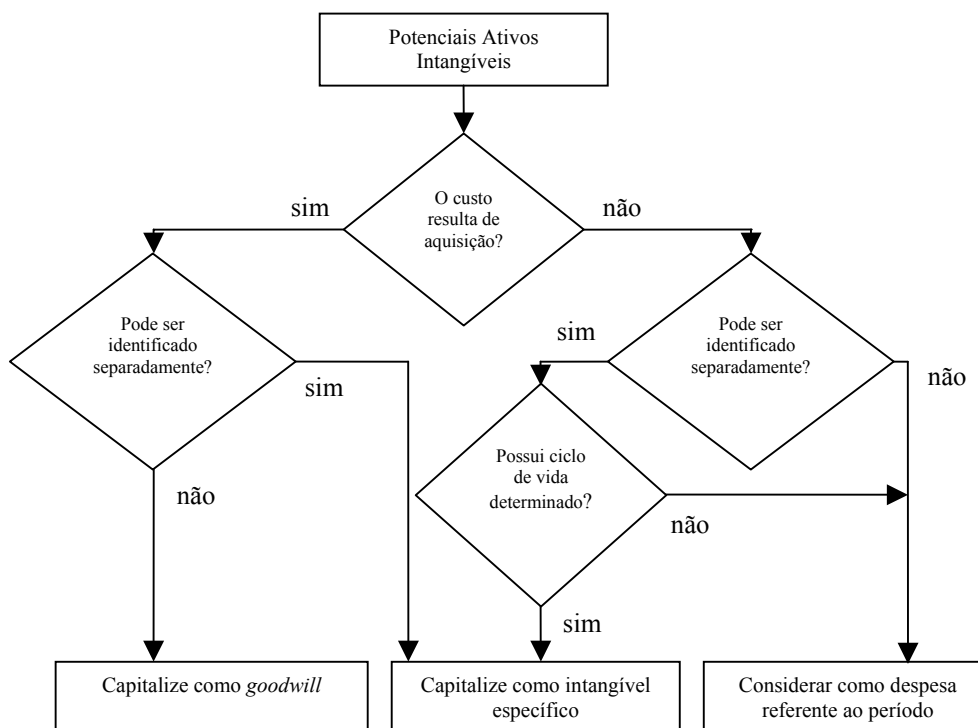 Potenciais Ativos
Intangíveis
O custo
resulta de
aquisição?
sim
não
Pode ser
identificado
separadamente?
sim
não
Pode ser
identificado
separadamente?
sim
não
Possui ciclo
de vida
determinado?
não
sim
Capitalize como goodwill
Capitalize como intangível
específico
Considerar como despesa
referente ao período